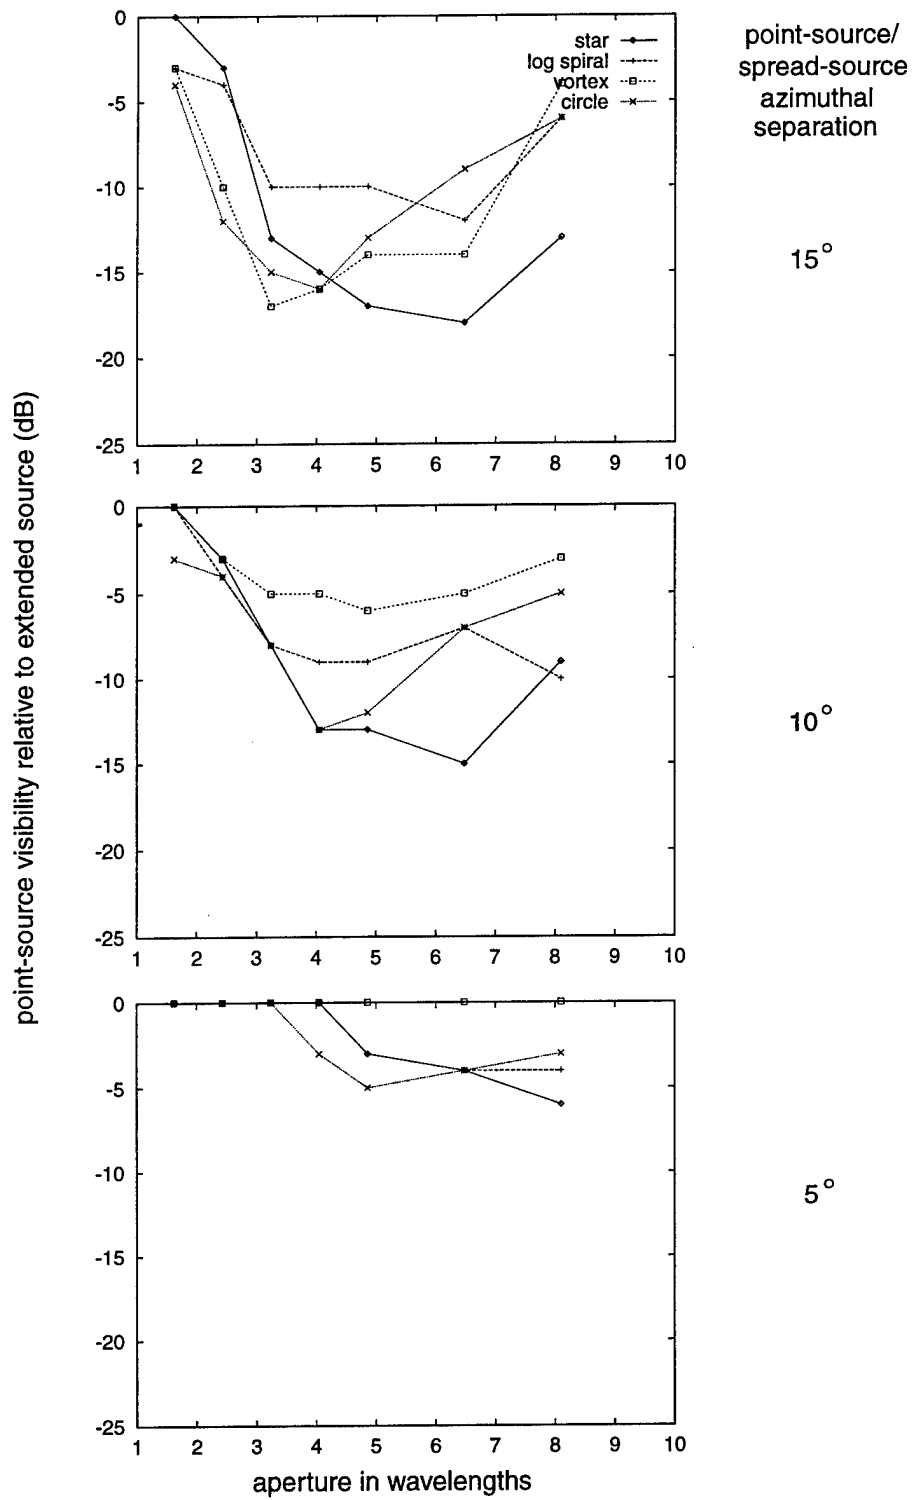 0
-5
-10
-15
-20
-25
1 2 3 4 5 6 7 8 9 10
star
log spiral
vortex
circle
point-source/
spread-source
azimuthal
separation
15°
0
-5
-10
-15
-20
-25
1 2 3 4 5 6 7 8 9 10
10°
0
-5
-10
-15
-20
-25
1 2 3 4 5 6 7 8 9 10
5°
point-source visibility relative to extended source (dB)
aperture in wavelengths